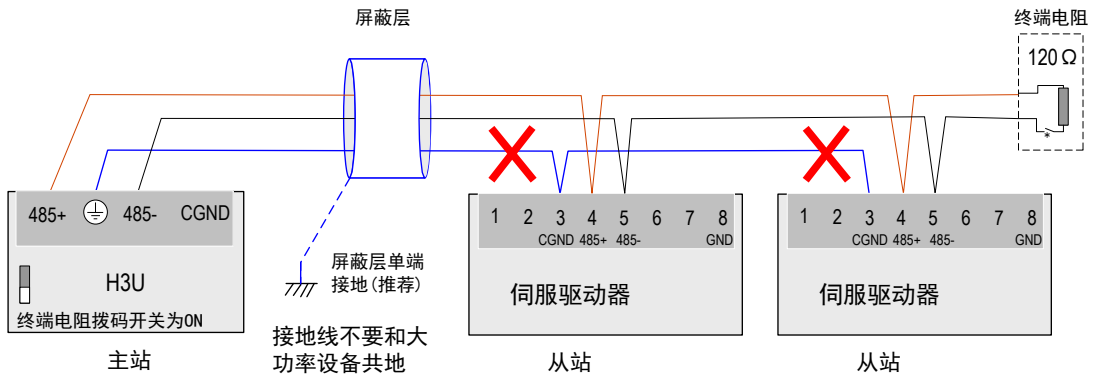 屏蔽层
终端电阻
120 Ω
*
485+ 485- CGND
H3U
终端电阻拨码开关为ON
主站
屏蔽层单端
接地(推荐)
接地线不要和大
功率设备共地
1 2 3 4 5 6 7 8
CGND 485+ 485- GND
伺服驱动器
从站
1 2 3 4 5 6 7 8
CGND 485+ 485- GND
伺服驱动器
从站